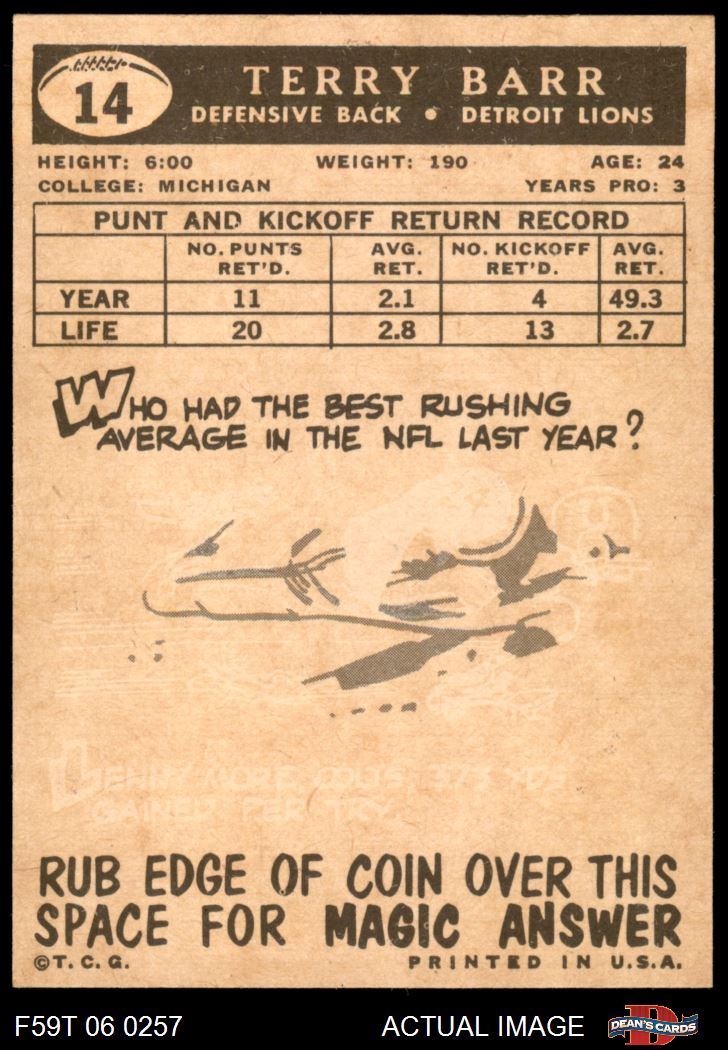 14
TERRY BARR
DEFENSIVE BACK • DETROIT LIONS
HEIGHT: 6:00 WEIGHT: 190 AGE: 24
COLLEGE: MICHIGAN YEARS PRO: 3
PUNT AND KICKOFF RETURN RECORD
NO. PUNTS RET'D. AVG. RET. NO. KICKOFF RET'D. AVG. RET.
YEAR 11 2.1 4 49.3
LIFE 20 2.8 13 2.7
WHO HAD THE BEST RUSHING
AVERAGE IN THE NFL LAST YEAR?
GAINED PER TRY.
RUB EDGE OF COIN OVER THIS
SPACE FOR MAGIC ANSWER
©T.C.G. PRINTED IN U.S.A.
F59T 06 0257 ACTUAL IMAGE DEAN'S CARDS